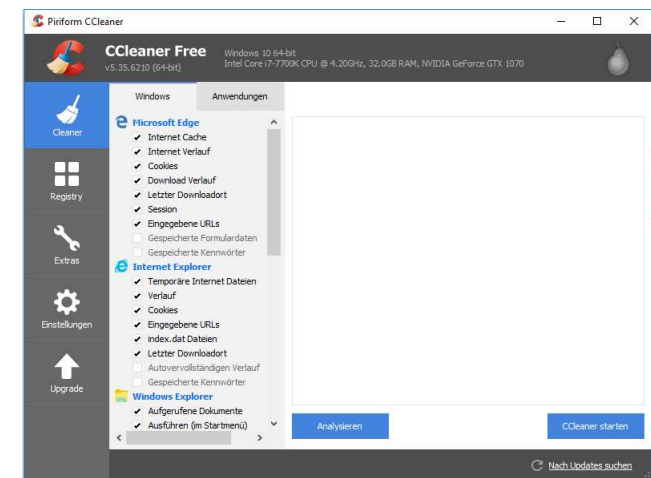 Piriform CCleaner
CCleaner Free
v5.35.6210 (64-bit)
Windows 10 64-bit
Intel Core i7-7700K CPU @ 4.20GHz, 32.0GB RAM, NVIDIA GeForce GTX 1070
Cleaner
Registry
Extras
Einstellungen
Upgrade
Windows
Anwendungen
Microsoft Edge
Internet Cache
Internet Verlauf
Cookies
Download Verlauf
Letzter Downloadort
Session
Eingegebene URLs
Gespeicherte Formulardaten
Gespeicherte Kennwörter
Internet Explorer
Temporäre Internet Dateien
Verlauf
Cookies
Eingegebene URLs
index.dat Dateien
Letzter Downloadort
Autovervollständigen Verlauf
Gespeicherte Kennwörter
Windows Explorer
Aufgerufene Dokumente
Ausführen (im Startmenü)
Analysieren
CCleaner starten
Nach Updates suchen